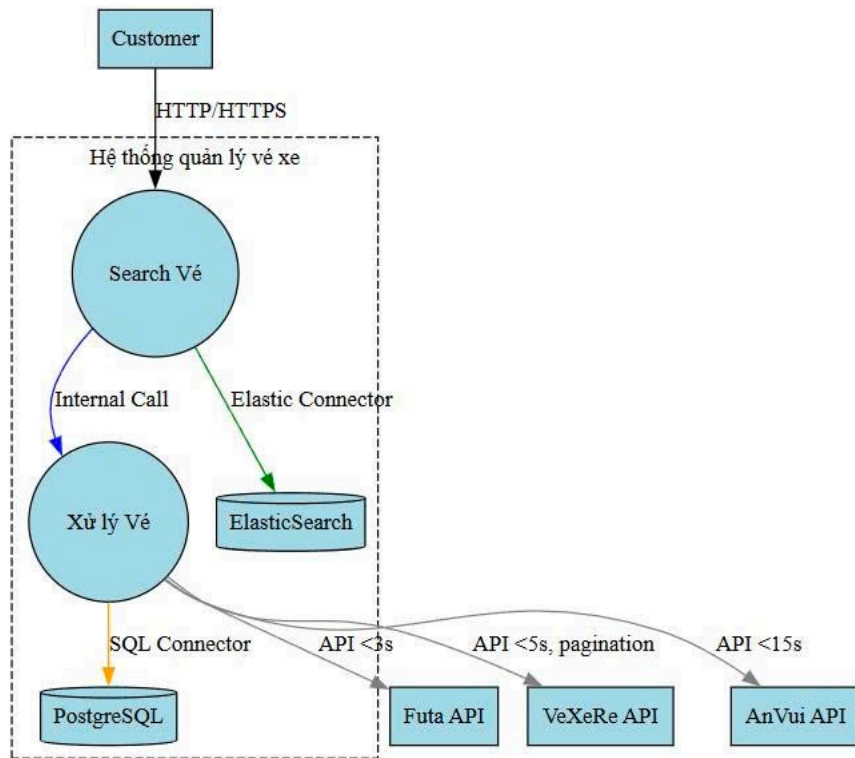 Customer
HTTP/HTTPS
Hệ thống quản lý vé xe
Search Vé
Internal Call
Elastic Connector
Xử lý Vé
ElasticSearch
SQL Connector
API <3s
API <5s, pagination
API <15s
PostgreSQL
Futa API
VeXeRe API
AnVui API